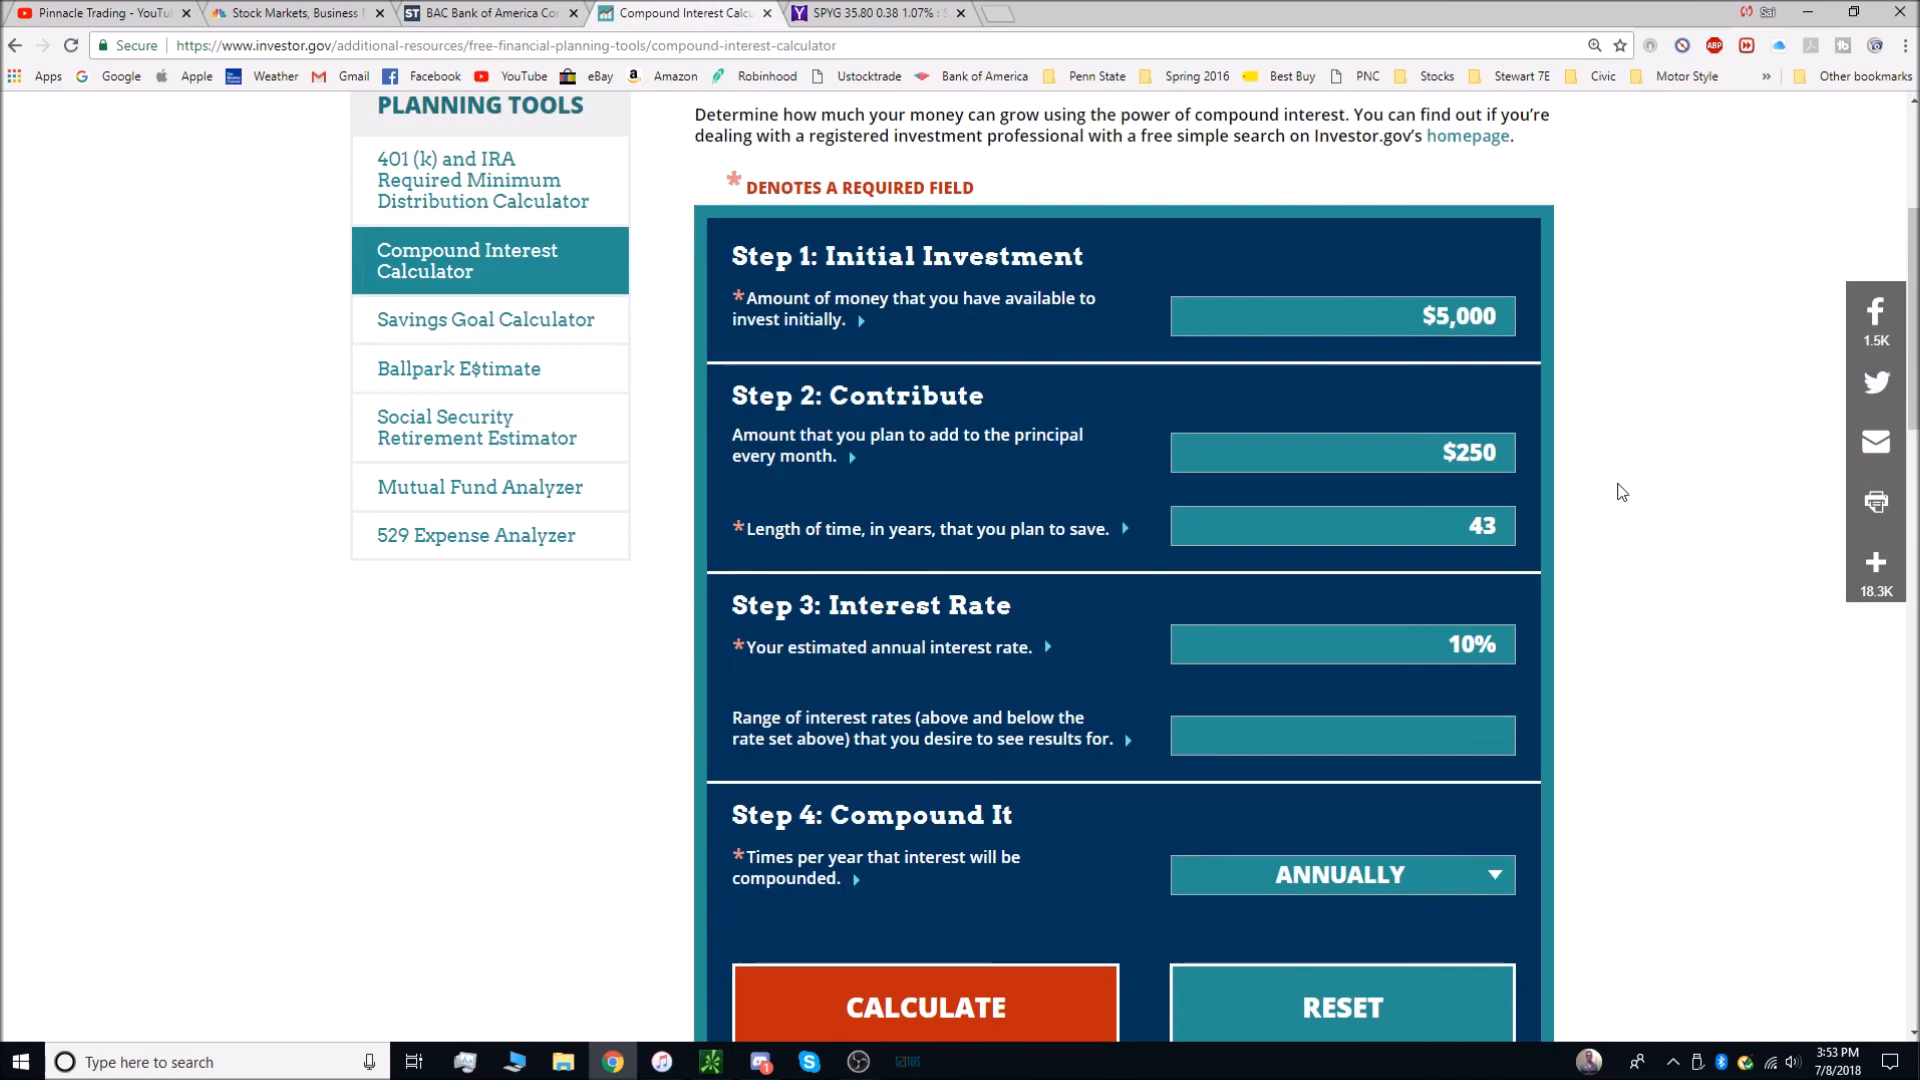 Pinnacle Trading - YouTu
Stock Markets, Business
ST BAC Bank of America Co
Compound Interest Calc
SPYG 35.80 0.38 1.07% :
Sai
Secure
https://www.investor.gov/additional-resources/free-financial-planning-tools/compound-interest-calculator
ABP
Apps Google Apple Weather Gmail Facebook YouTube eBay Amazon Robinhood Ustocktrade Bank of America Penn State Spring 2016 Best Buy PNC Stocks Stewart 7E Civic Motor Style » Other bookmarks
PLANNING TOOLS
401 (k) and IRA
Required Minimum
Distribution Calculator
Compound Interest
Calculator
Savings Goal Calculator
Ballpark E$timate
Social Security
Retirement Estimator
Mutual Fund Analyzer
529 Expense Analyzer
Determine how much your money can grow using the power of compound interest. You can find out if you're
dealing with a registered investment professional with a free simple search on Investor.gov's homepage.
* DENOTES A REQUIRED FIELD
Step 1: Initial Investment
*Amount of money that you have available to
invest initially.
$5,000
Step 2: Contribute
Amount that you plan to add to the principal
every month.
$250
*Length of time, in years, that you plan to save.
43
Step 3: Interest Rate
*Your estimated annual interest rate.
10%
Range of interest rates (above and below the
rate set above) that you desire to see results for.
Step 4: Compound It
*Times per year that interest will be
compounded.
ANNUALLY
CALCULATE
RESET
1.5K
18.3K
Type here to search
3:53 PM
7/8/2018